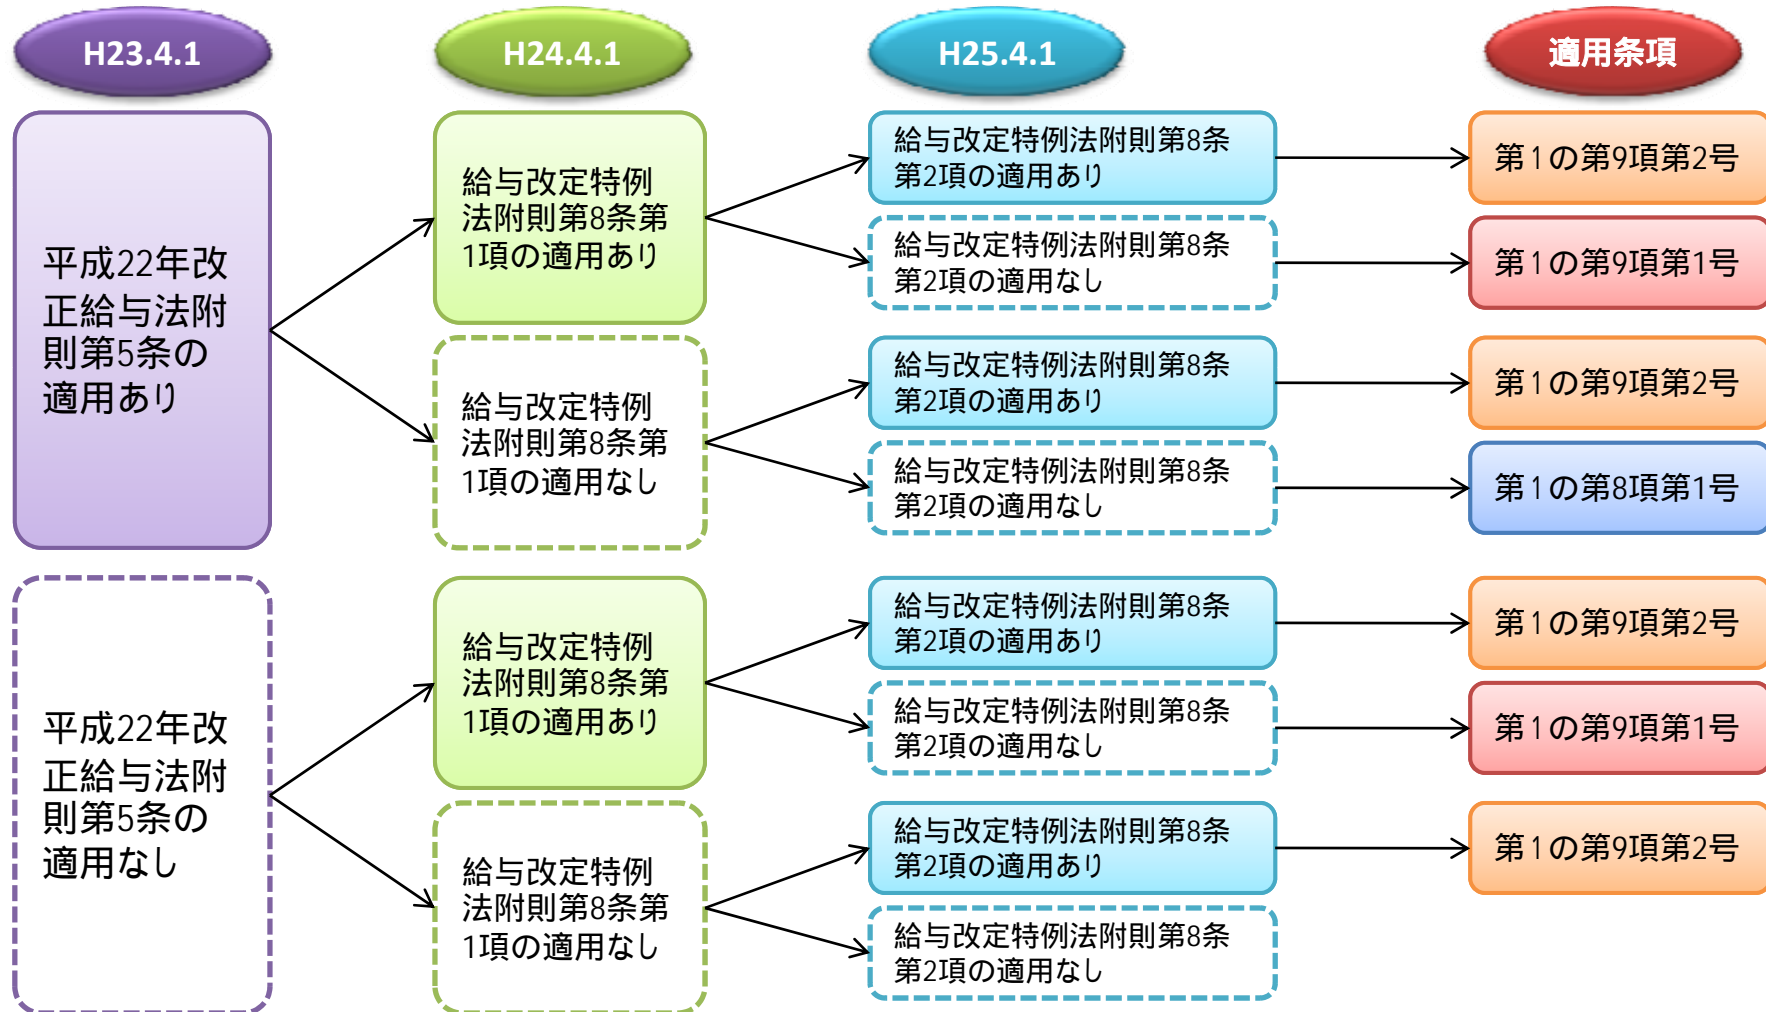 H23.4.1
H24.4.1
H25.4.1
適用条項
平成22年改
正給与法附
則第5条の
適用あり
給与改定特例
法附則第8条第
1項の適用あり
給与改定特例法附則第8条
第2項の適用あり
第1の第9項第2号
給与改定特例法附則第8条
第2項の適用なし
第1の第9項第1号
給与改定特例
法附則第8条第
1項の適用なし
給与改定特例法附則第8条
第2項の適用あり
第1の第9項第2号
給与改定特例法附則第8条
第2項の適用なし
第1の第8項第1号
平成22年改
正給与法附
則第5条の
適用なし
給与改定特例
法附則第8条第
1項の適用あり
給与改定特例法附則第8条
第2項の適用あり
第1の第9項第2号
給与改定特例法附則第8条
第2項の適用なし
第1の第9項第1号
給与改定特例
法附則第8条第
1項の適用なし
給与改定特例法附則第8条
第2項の適用あり
第1の第9項第2号
給与改定特例法附則第8条
第2項の適用なし